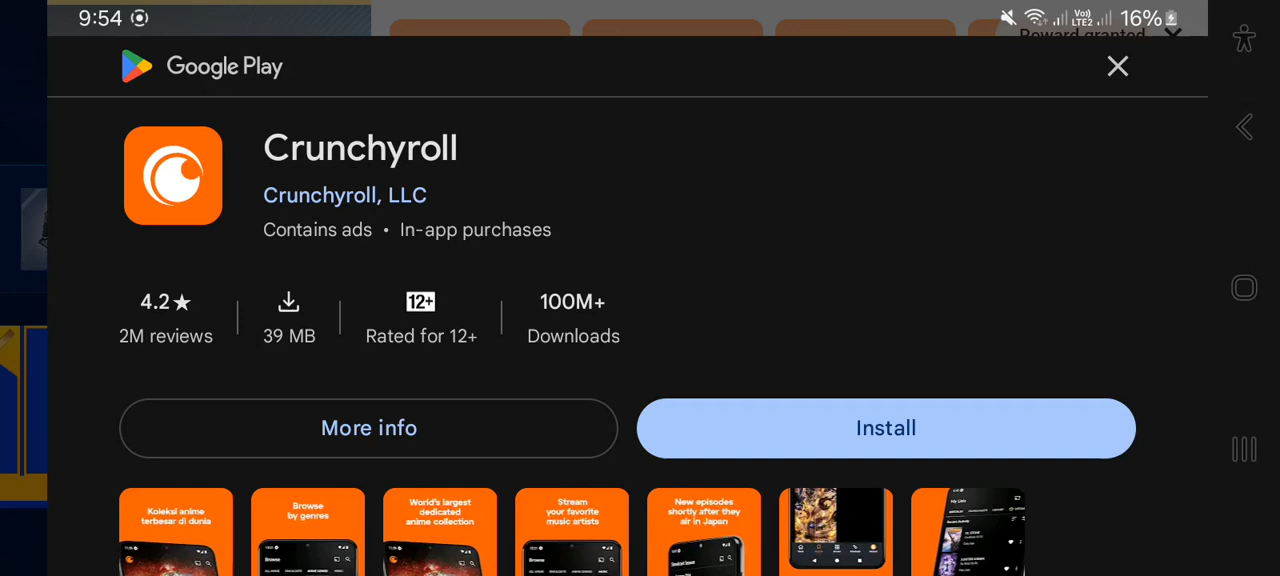 9:54
Vo)) LTE2 16%
Reward granted
Google Play
Crunchyroll
Crunchyroll, LLC
Contains ads • In-app purchases
4.2★ 12+ 100M+
2M reviews 39 MB Rated for 12+ Downloads
More info Install
Koleksi anime terbesar di dunia
Browse by genres
World's largest dedicated anime collection
Stream your favorite music artists
New episodes shortly after they air in Japan